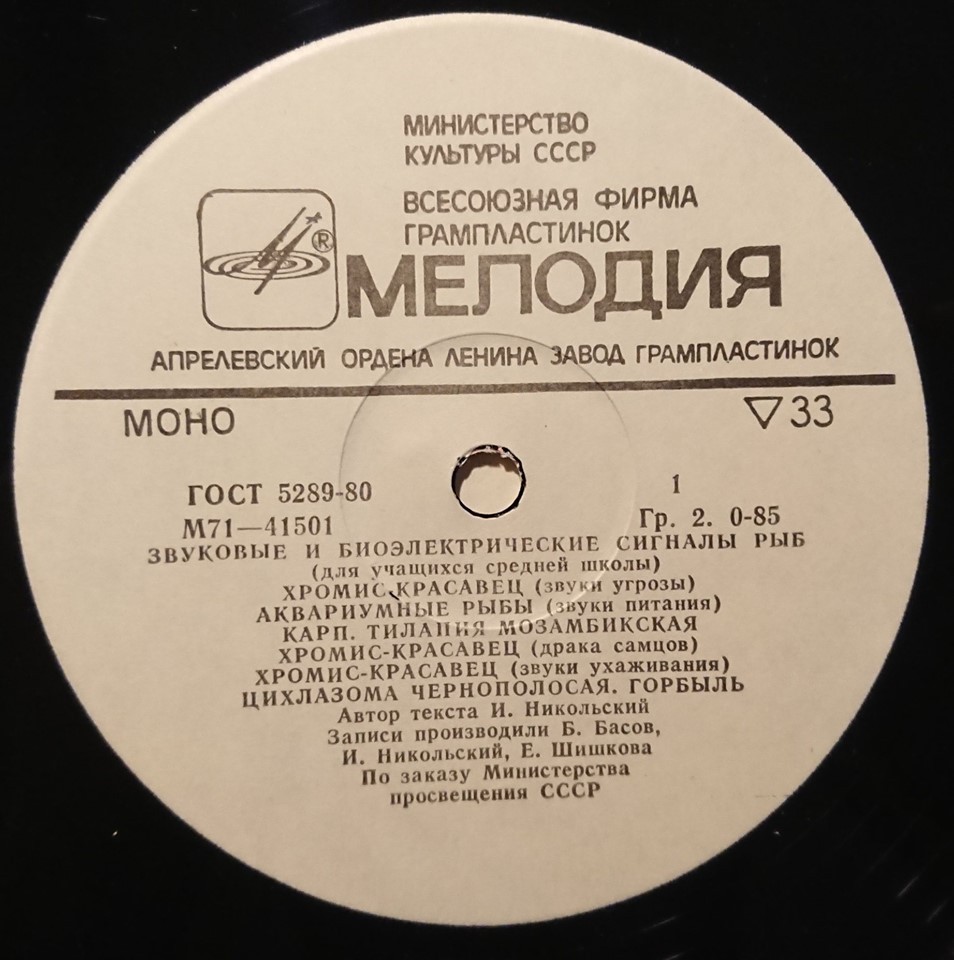 МИНИСТЕРСТВО
КУЛЬТУРЫ СССР
ВСЕСОЮЗНАЯ ФИРМА
ГРАМПЛАСТИНОК
®
МЕЛОДИЯ
АПРЕЛЕВСКИЙ ОРДЕНА ЛЕНИНА ЗАВОД ГРАМПЛАСТИНОК
МОНО ▽33
ГОСТ 5289-80 1
М71—41501 Гр. 2. 0-85
ЗВУКОВЫЕ И БИОЭЛЕКТРИЧЕСКИЕ СИГНАЛЫ РЫБ
(для учащихся средней школы)
ХРОМИС-КРАСАВЕЦ (звуки угрозы)
АКВАРИУМНЫЕ РЫБЫ (звуки питания)
КАРП. ТИЛАПИЯ МОЗАМБИКСКАЯ
ХРОМИС-КРАСАВЕЦ (драка самцов)
ХРОМИС-КРАСАВЕЦ (звуки ухаживания)
ЦИХЛАЗОМА ЧЕРНОПОЛОСАЯ. ГОРБЫЛЬ
Автор текста И. Никольский
Записи производили Б. Басов,
И. Никольский, Е. Шишкова
По заказу Министерства
просвещения СССР